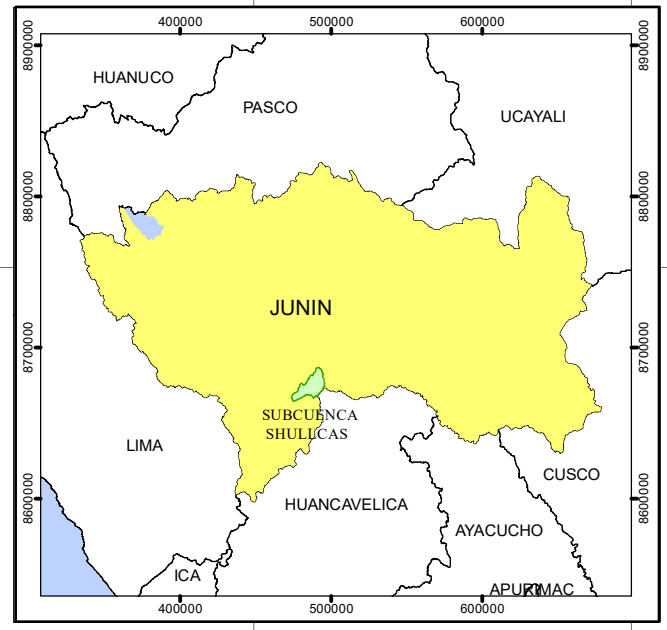 400000 500000 600000
8900000 8900000
HUANUCO
PASCO
UCAYALI
8800000 8800000
JUNIN
8700000 8700000
SUBCUENCA
SHULLCAS
LIMA
CUSCO
HUANCAVELICA
8600000 8600000
AYACUCHO
ICA
APURIMAC
400000 500000 600000